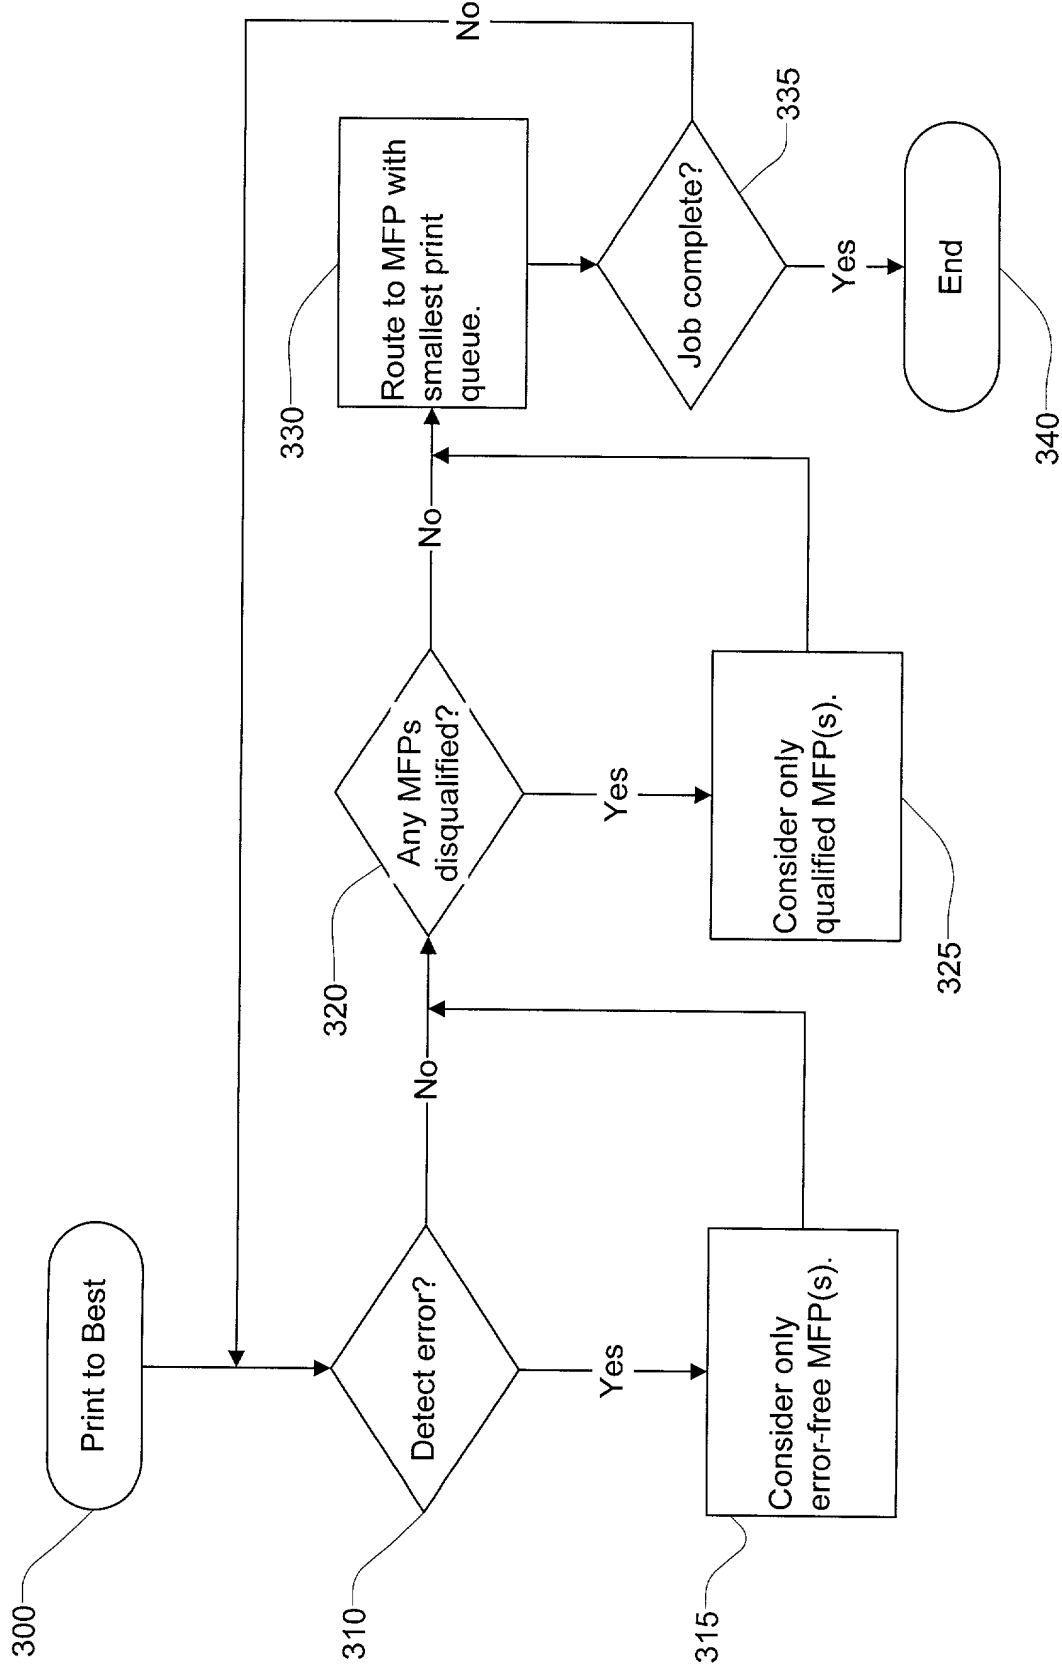 300
Print to Best
310
Detect error?
No
Yes
315
Consider only
error-free MFP(s).
320
Any MFPs
disqualified?
No
Yes
325
Consider only
qualified MFP(s).
330
Route to MFP with
smallest print
queue.
335
Job complete?
No
Yes
340
End